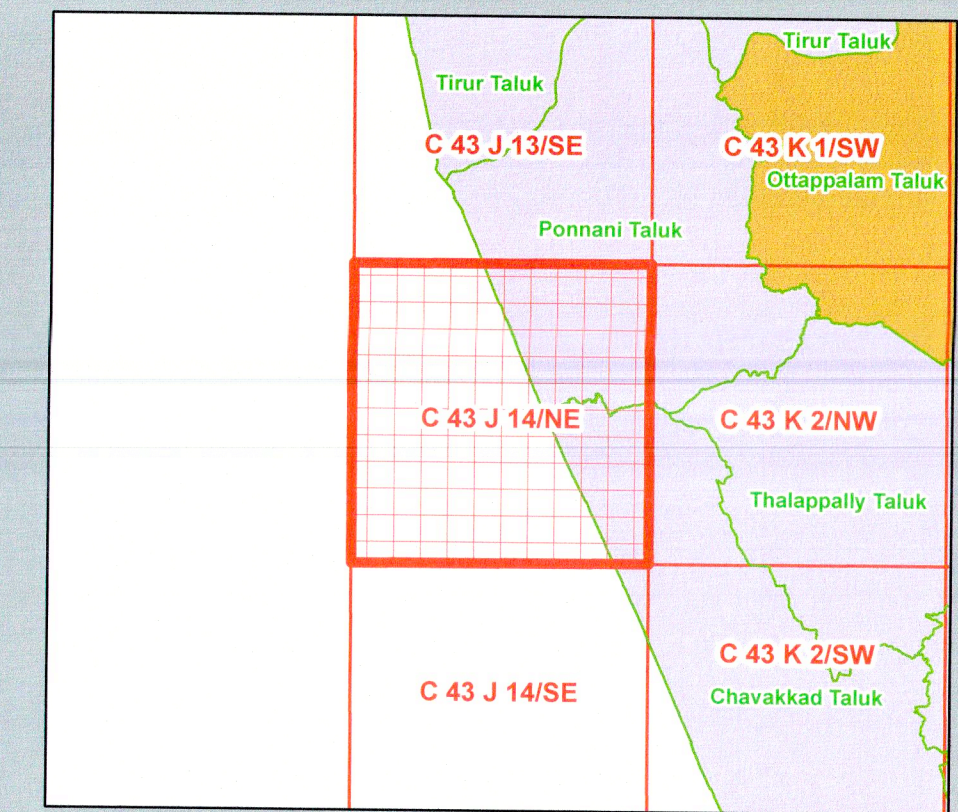 Tirur Taluk
Tirur Taluk
C 43 J 13/SE
C 43 K 1/SW
Ottappalam Taluk
Ponnani Taluk
C 43 J 14/NE
C 43 K 2/NW
Thalappally Taluk
C 43 K 2/SW
C 43 J 14/SE
Chavakkad Taluk